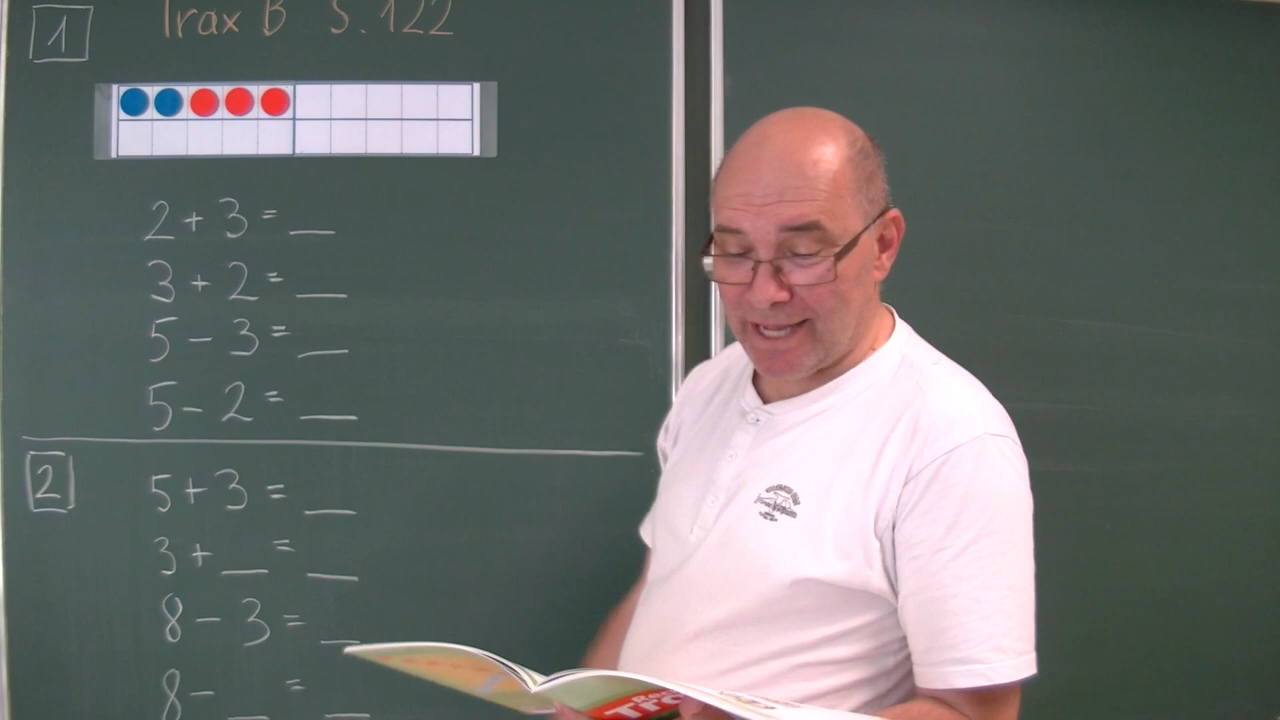 1 Trax B S. 122
2 + 3 = __
3 + 2 = __
5 - 3 = __
5 - 2 = __
2 5 + 3 = __
3 + __ = __
8 - 3 = __
8 - __ = __